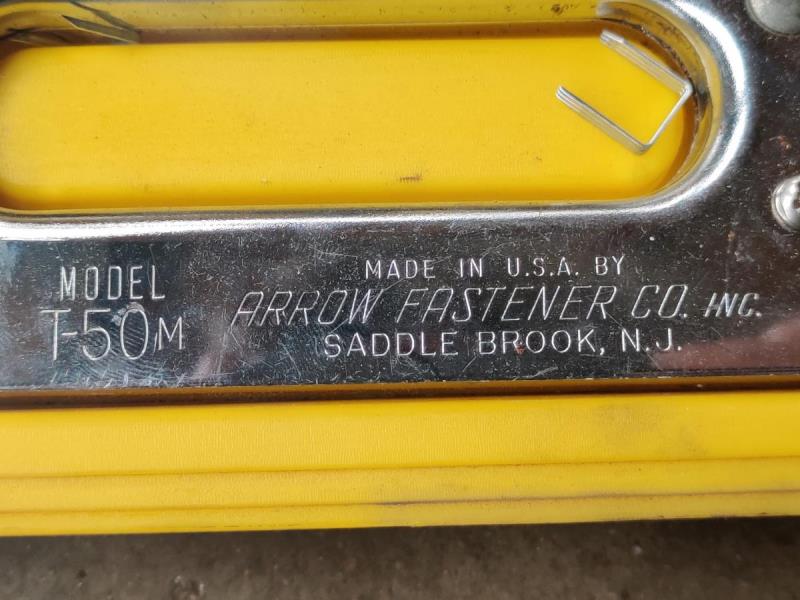 MODEL
T-50M
MADE IN U.S.A. BY
ARROW FASTENER CO. INC.
SADDLE BROOK, N.J.